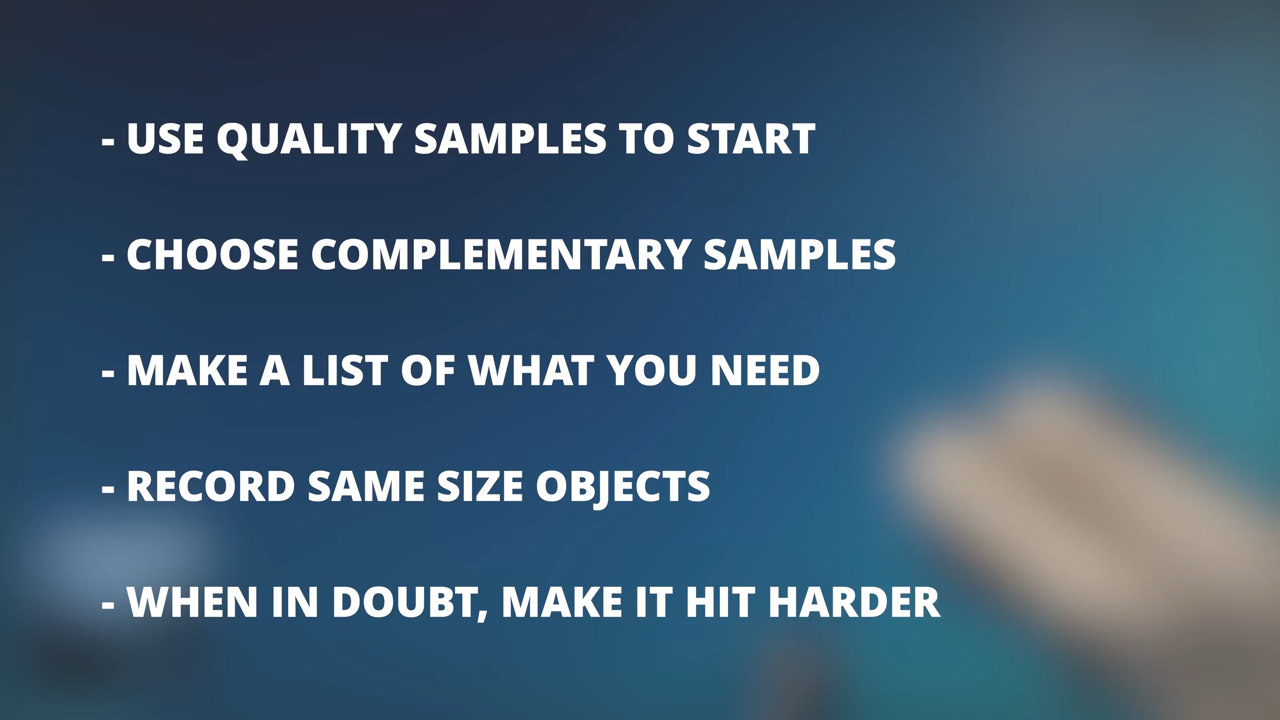 - USE QUALITY SAMPLES TO START
- CHOOSE COMPLEMENTARY SAMPLES
- MAKE A LIST OF WHAT YOU NEED
- RECORD SAME SIZE OBJECTS
- WHEN IN DOUBT, MAKE IT HIT HARDER